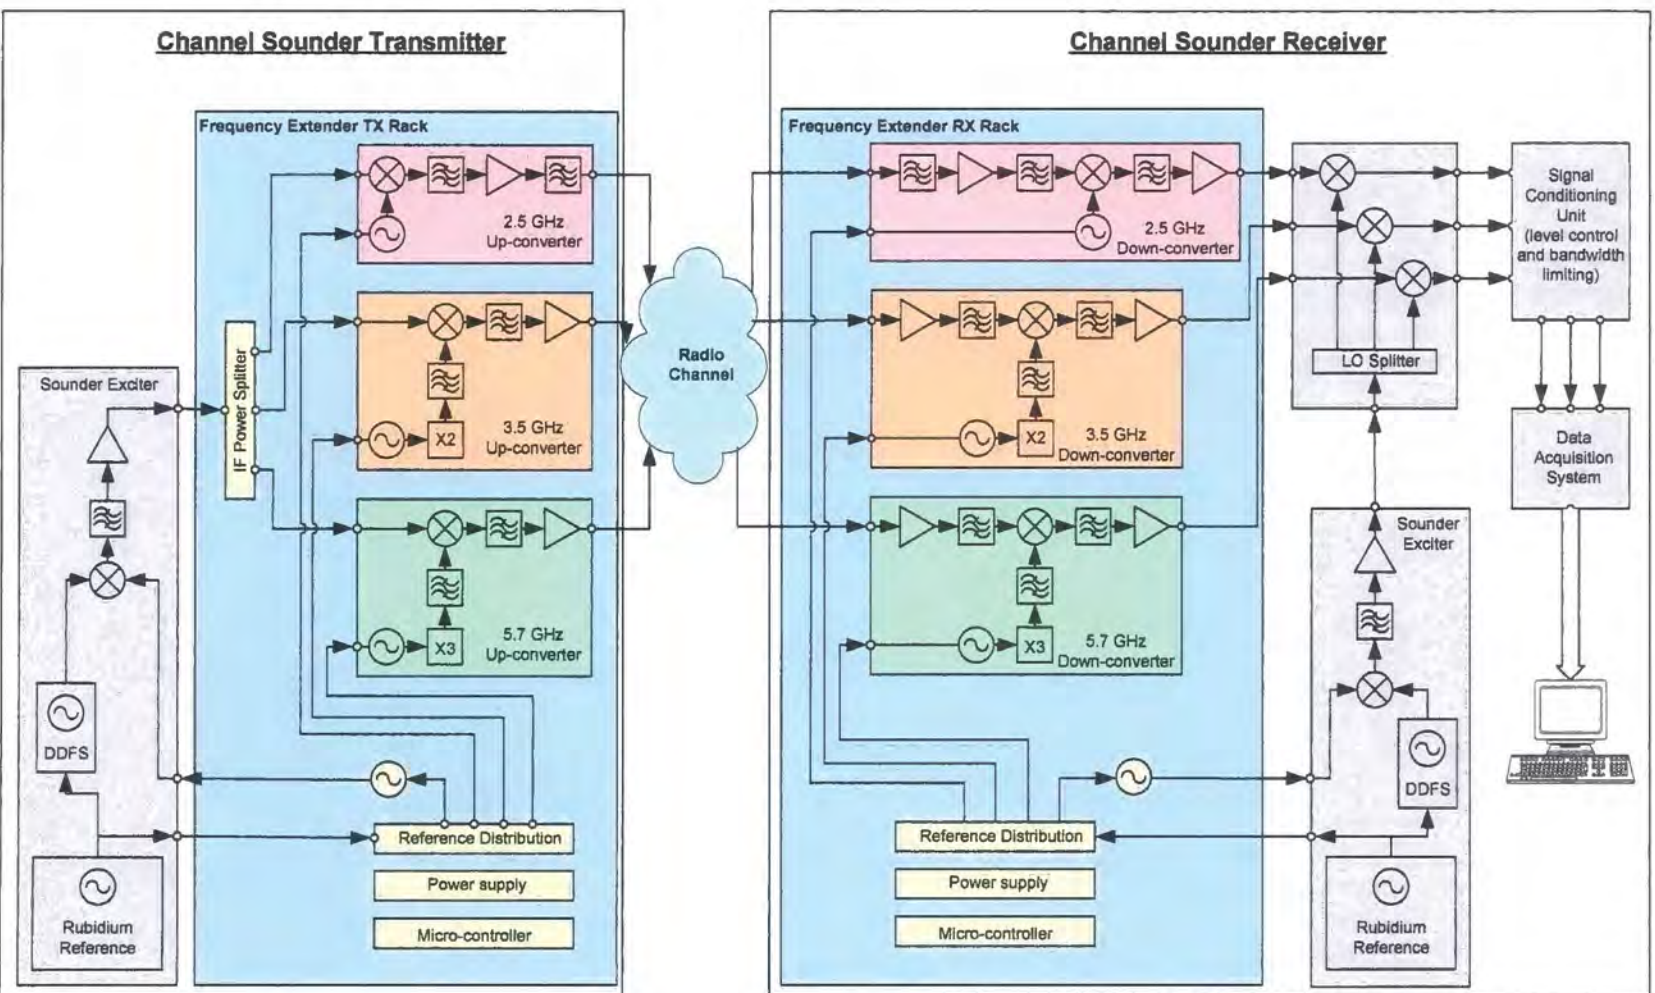 Channel Sounder Transmitter
Frequency Extender TX Rack
2.5 GHz
Up-converter
3.5 GHz
Up-converter
X2
5.7 GHz
Up-converter
X3
IF Power Splitter
Sounder Exciter
DDFS
Rubidium
Reference
Reference Distribution
Power supply
Micro-controller
Radio
Channel
Channel Sounder Receiver
Frequency Extender RX Rack
2.5 GHz
Down-converter
X2
3.5 GHz
Down-converter
X3
5.7 GHz
Down-converter
Reference Distribution
Power supply
Micro-controller
LO Splitter
Signal
Conditioning
Unit
(level control
and bandwidth
limiting)
Data
Acquisition
System
Sounder
Exciter
DDFS
Rubidium
Reference